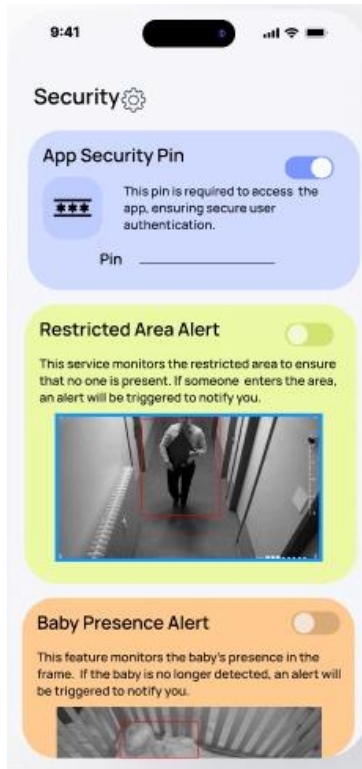 9:41
Security
App Security Pin
This pin is required to access the
app, ensuring secure user
authentication.
***
Pin
Restricted Area Alert
This service monitors the restricted area to ensure
that no one is present. If someone enters the area,
an alert will be triggered to notify you.
Baby Presence Alert
This feature monitors the baby's presence in the
frame. If the baby is no longer detected, an alert will
be triggered to notify you.